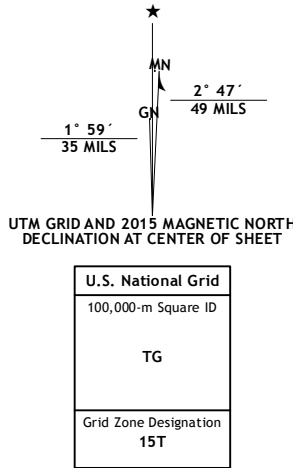 ★
MN
GN
1° 59´
35 MILS
2° 47´
49 MILS
UTM GRID AND 2015 MAGNETIC NORTH
DECLINATION AT CENTER OF SHEET
U.S. National Grid
100,000-m Square ID
TG
Grid Zone Designation
15T